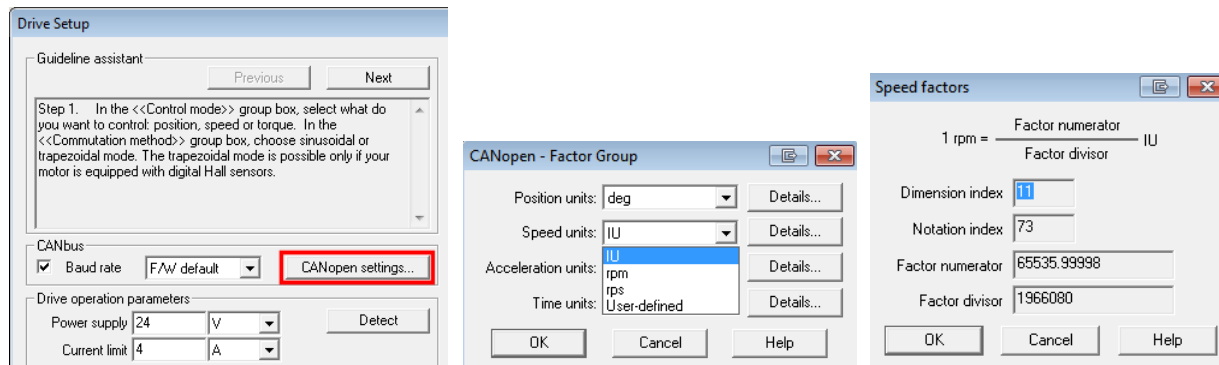 Drive Setup
Guideline assistant
Previous Next
Step 1. In the <<Control mode>> group box, select what do
you want to control: position, speed or torque. In the
<<Commutation method>> group box, choose sinusoidal or
trapezoidal mode. The trapezoidal mode is possible only if your
motor is equipped with digital Hall sensors.
CANbus
Baud rate F/W default CANopen settings...
Drive operation parameters
Power supply 24 V Detect
Current limit 4 A
CANopen - Factor Group
Position units: deg Details...
Speed units: IU Details...
IU
Acceleration units: rpm Details...
rps
Time units: User-defined Details...
OK Cancel Help
Speed factors
1 rpm = Factor numerator IU
Factor divisor
Dimension index 11
Notation index 73
Factor numerator 65535.99998
Factor divisor 1966080
OK Cancel Help